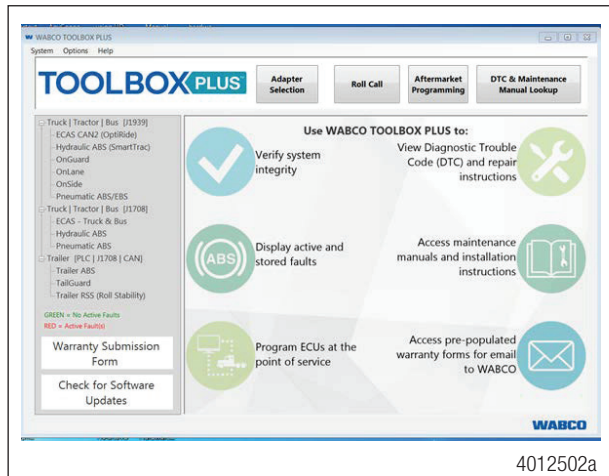 WABCO TOOLBOX PLUS
System Options Help
TOOLBOX PLUS
Adapter
Selection
Roll Call
Aftermarket
Programming
DTC & Maintenance
Manual Lookup
Truck | Tractor | Bus [J1939]
ECAS CAN2 (OptiRide)
Hydraulic ABS (SmartTrac)
OnGuard
OnLane
OnSide
Pneumatic ABS/EBS
Truck | Tractor | Bus [J1708]
ECAS - Truck & Bus
Hydraulic ABS
Pneumatic ABS
Trailer [PLC | J1708 | CAN]
Trailer ABS
TailGuard
Trailer RSS (Roll Stability)
GREEN = No Active Faults
RED = Active Fault(s)
Warranty Submission
Form
Check for Software
Updates
Use WABCO TOOLBOX PLUS to:
Verify system
integrity
View Diagnostic Trouble
Code (DTC) and repair
instructions
ABS
Display active and
stored faults
Access maintenance
manuals and installation
instructions
Program ECUs at the
point of service
Access pre-populated
warranty forms for email
to WABCO
WABCO
4012502a